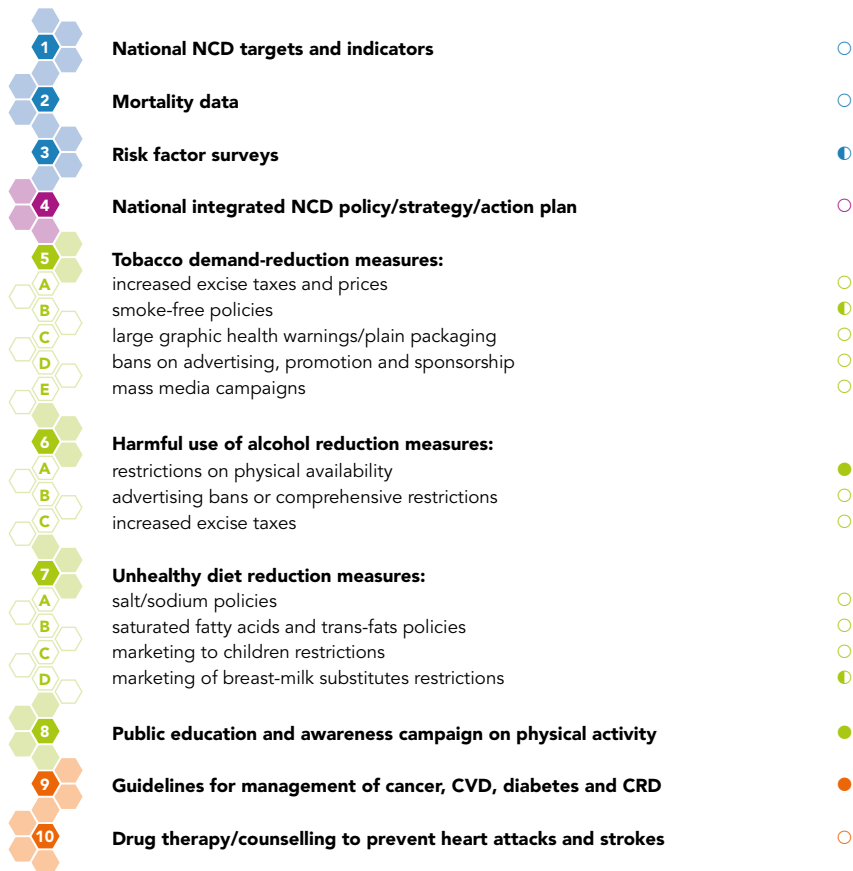 1 National NCD targets and indicators
2 Mortality data
3 Risk factor surveys
4 National integrated NCD policy/strategy/action plan
5 Tobacco demand-reduction measures:
A increased excise taxes and prices
B smoke-free policies
C large graphic health warnings/plain packaging
D bans on advertising, promotion and sponsorship
E mass media campaigns
6 Harmful use of alcohol reduction measures:
A restrictions on physical availability
B advertising bans or comprehensive restrictions
C increased excise taxes
7 Unhealthy diet reduction measures:
A salt/sodium policies
B saturated fatty acids and trans-fats policies
C marketing to children restrictions
D marketing of breast-milk substitutes restrictions
8 Public education and awareness campaign on physical activity
9 Guidelines for management of cancer, CVD, diabetes and CRD
10 Drug therapy/counselling to prevent heart attacks and strokes